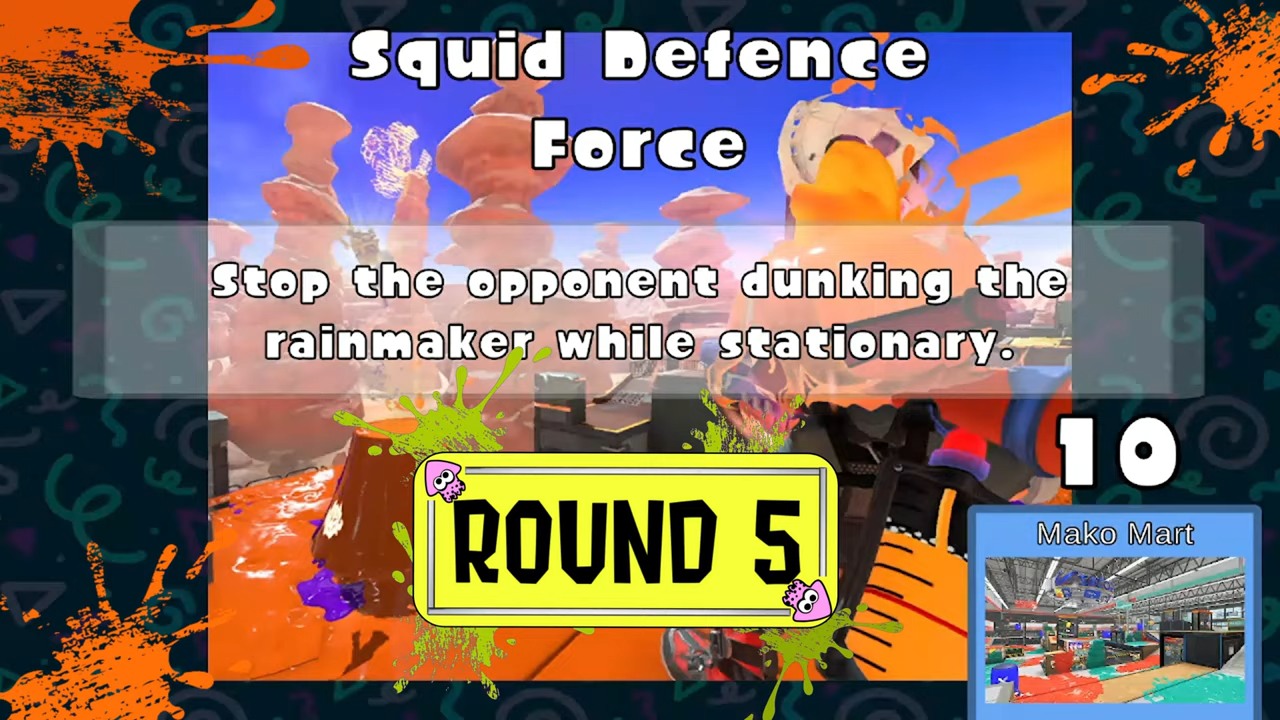 Squid Defence
Force
Stop the opponent dunking the
rainmaker while stationary.
10
ROUND 5
Mako Mart